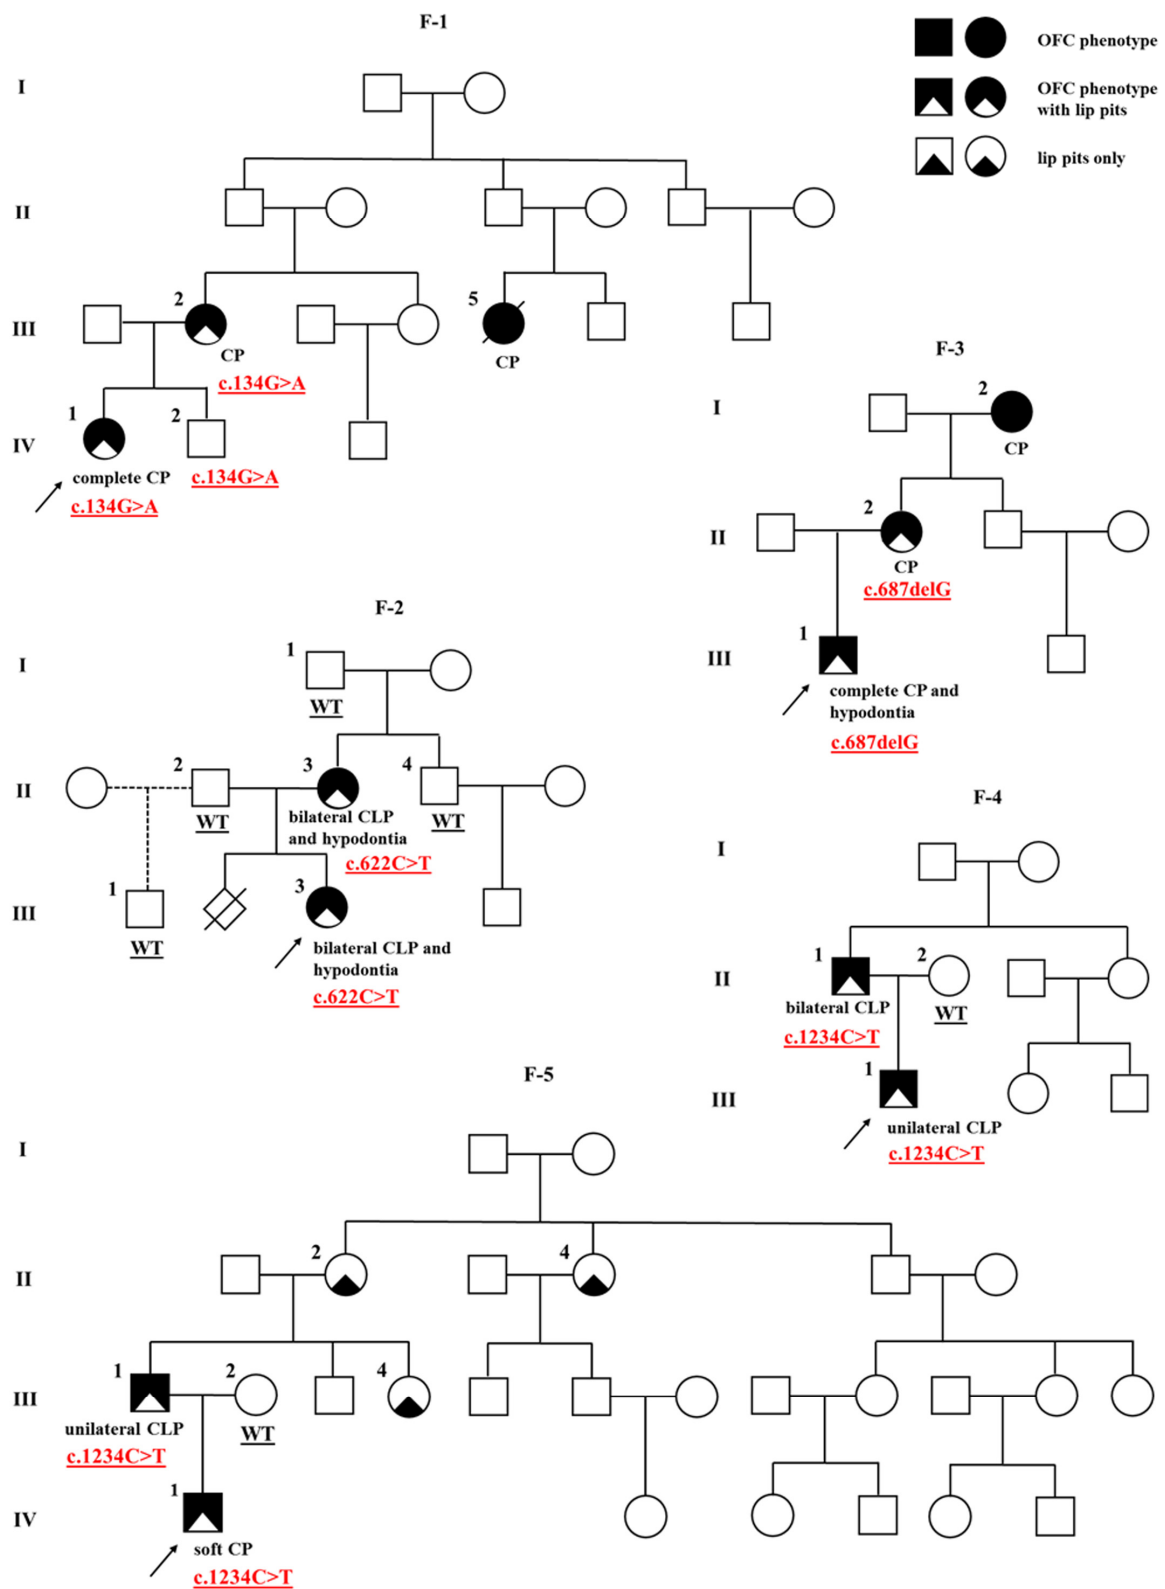 F-1
OFC phenotype
OFC phenotype
with lip pits
lip pits only
I
II
III
IV
2
CP
c.134G>A
5
CP
1
complete CP
c.134G>A
2
c.134G>A
F-3
I
II
III
2
CP
2
CP
c.687delG
1
complete CP and
hypodontia
c.687delG
F-2
I
II
III
1
WT
2
WT
3
bilateral CLP
and hypodontia
c.622C>T
4
WT
1
WT
3
bilateral CLP and
hypodontia
c.622C>T
F-4
I
II
III
1
bilateral CLP
c.1234C>T
2
WT
1
unilateral CLP
c.1234C>T
F-5
I
II
III
IV
2
4
1
unilateral CLP
c.1234C>T
2
WT
4
1
soft CP
c.1234C>T